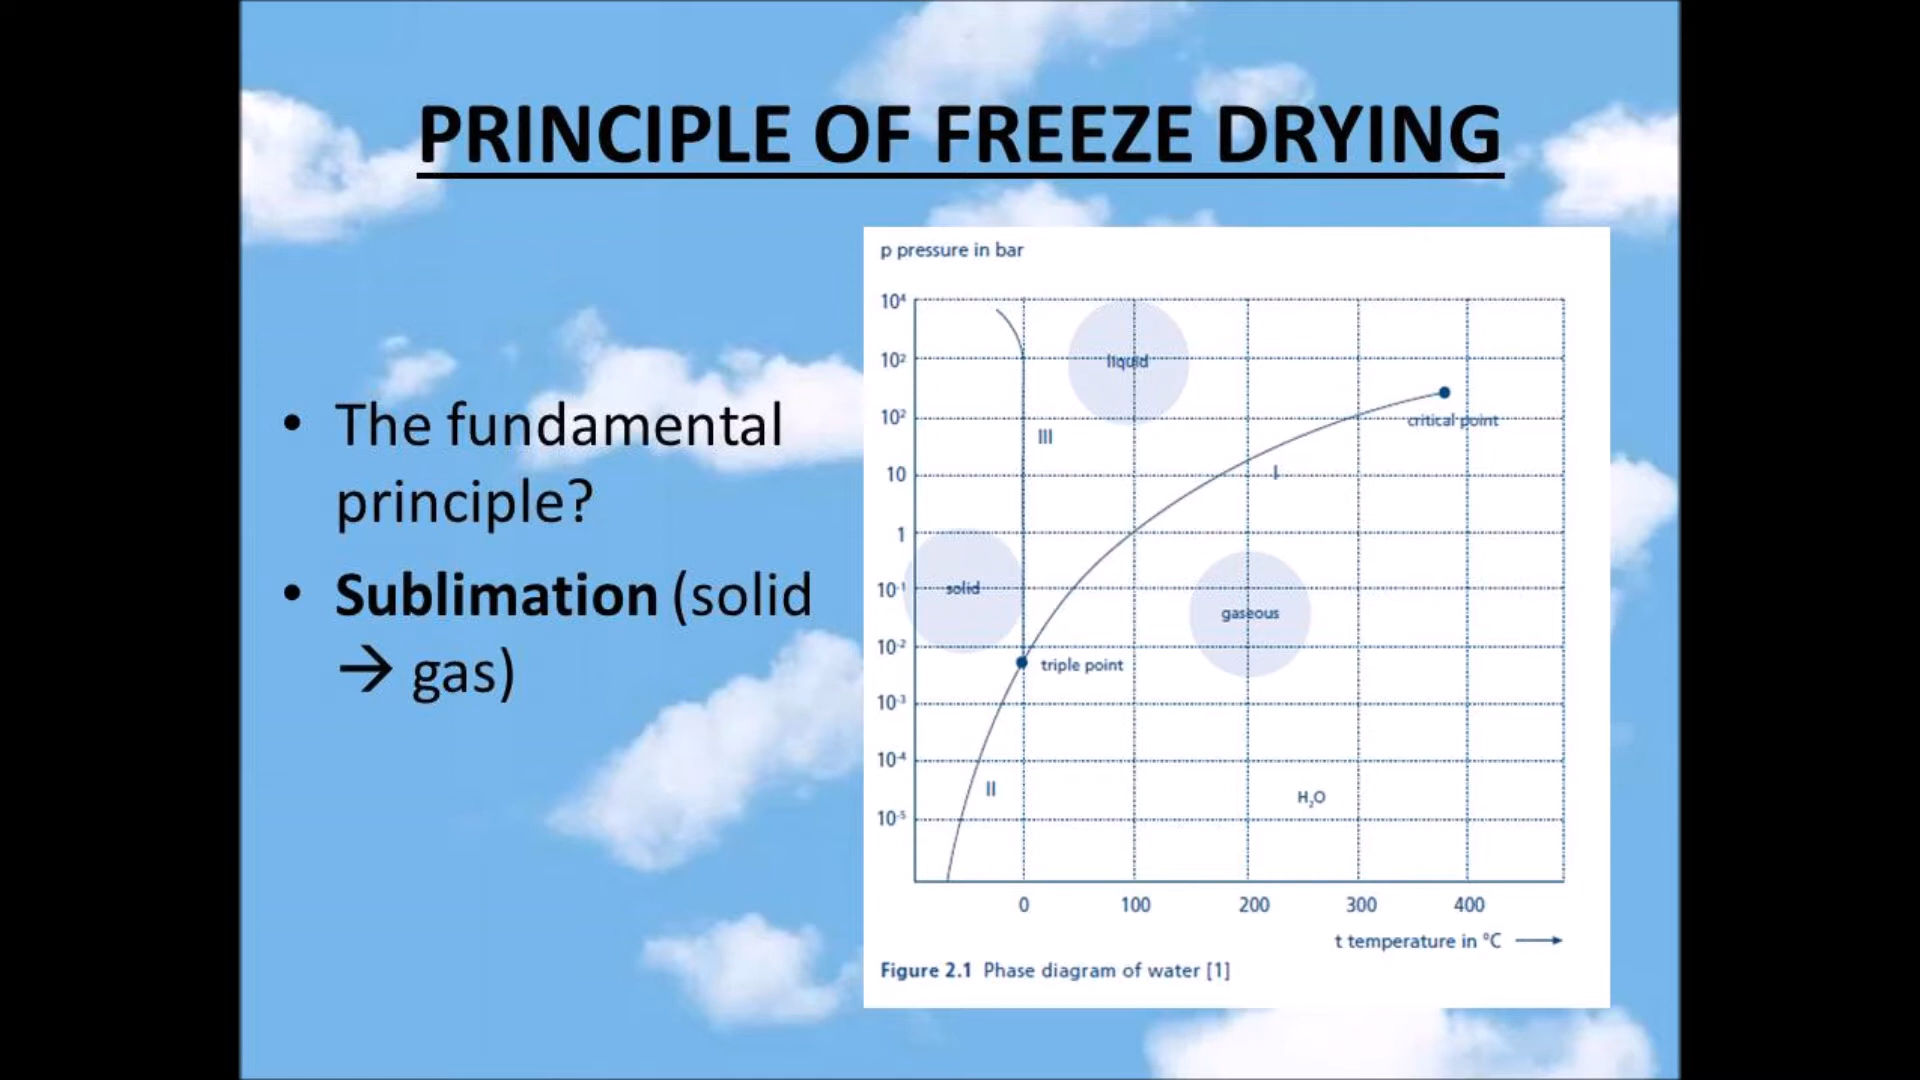 PRINCIPLE OF FREEZE DRYING
• The fundamental
principle?
• Sublimation (solid
→ gas)
p pressure in bar
10⁴
10²
10²
10
1
10⁻¹
10⁻²
10⁻³
10⁻⁴
10⁻⁵
liquid
III
critical point
I
solid
gaseous
triple point
II
H₂O
0 100 200 300 400
t temperature in °C →
Figure 2.1 Phase diagram of water [1]